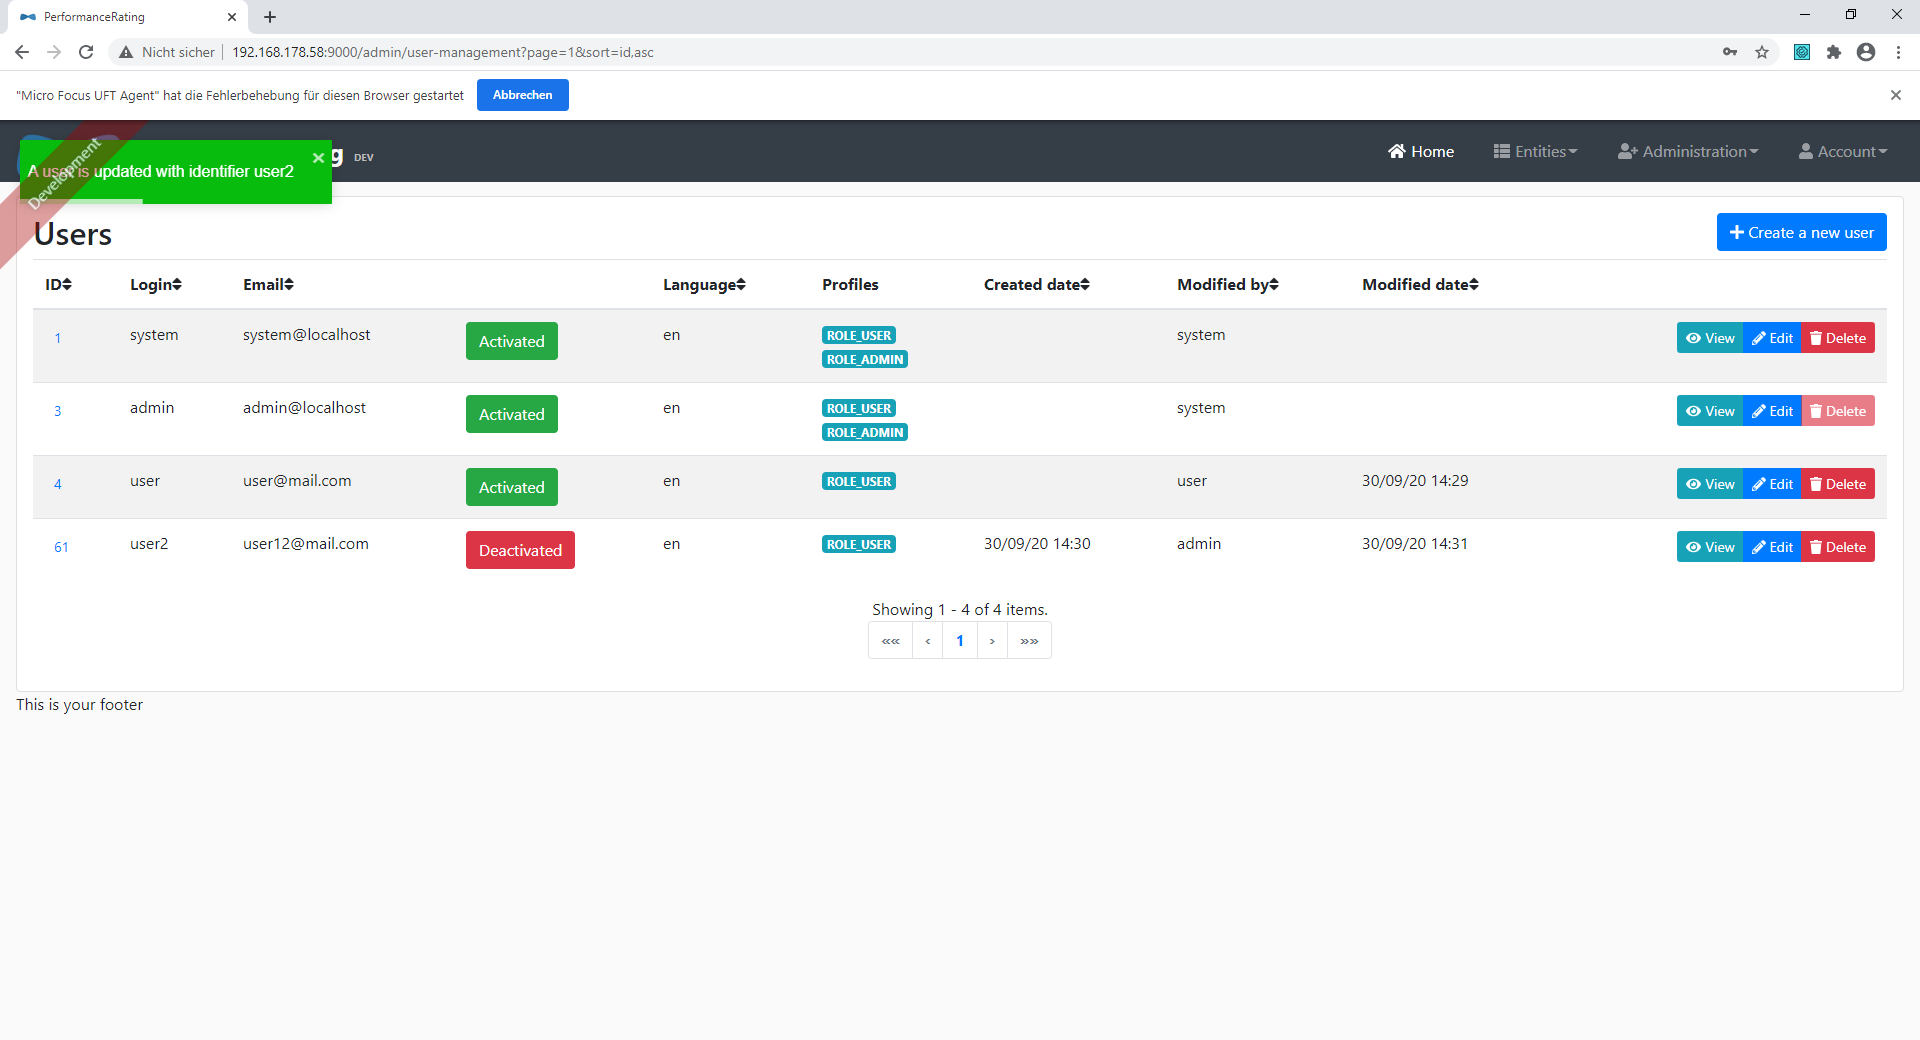 PerformanceRating
Nicht sicher 192.168.178.58:9000/admin/user-management?page=1&sort=id,asc
"Micro Focus UFT Agent" hat die Fehlerbehebung für diesen Browser gestartet Abbrechen
A user is updated with identifier user2
Development
g DEV
Home Entities Administration Account
Users
Create a new user
ID Login Email Language Profiles Created date Modified by Modified date
1 system system@localhost Activated en ROLE_USER system View Edit Delete
ROLE_ADMIN
3 admin admin@localhost Activated en ROLE_USER system View Edit Delete
ROLE_ADMIN
4 user user@mail.com Activated en ROLE_USER user 30/09/20 14:29 View Edit Delete
61 user2 user12@mail.com Deactivated en ROLE_USER 30/09/20 14:30 admin 30/09/20 14:31 View Edit Delete
Showing 1 - 4 of 4 items.
«« ‹ 1 › »»
This is your footer